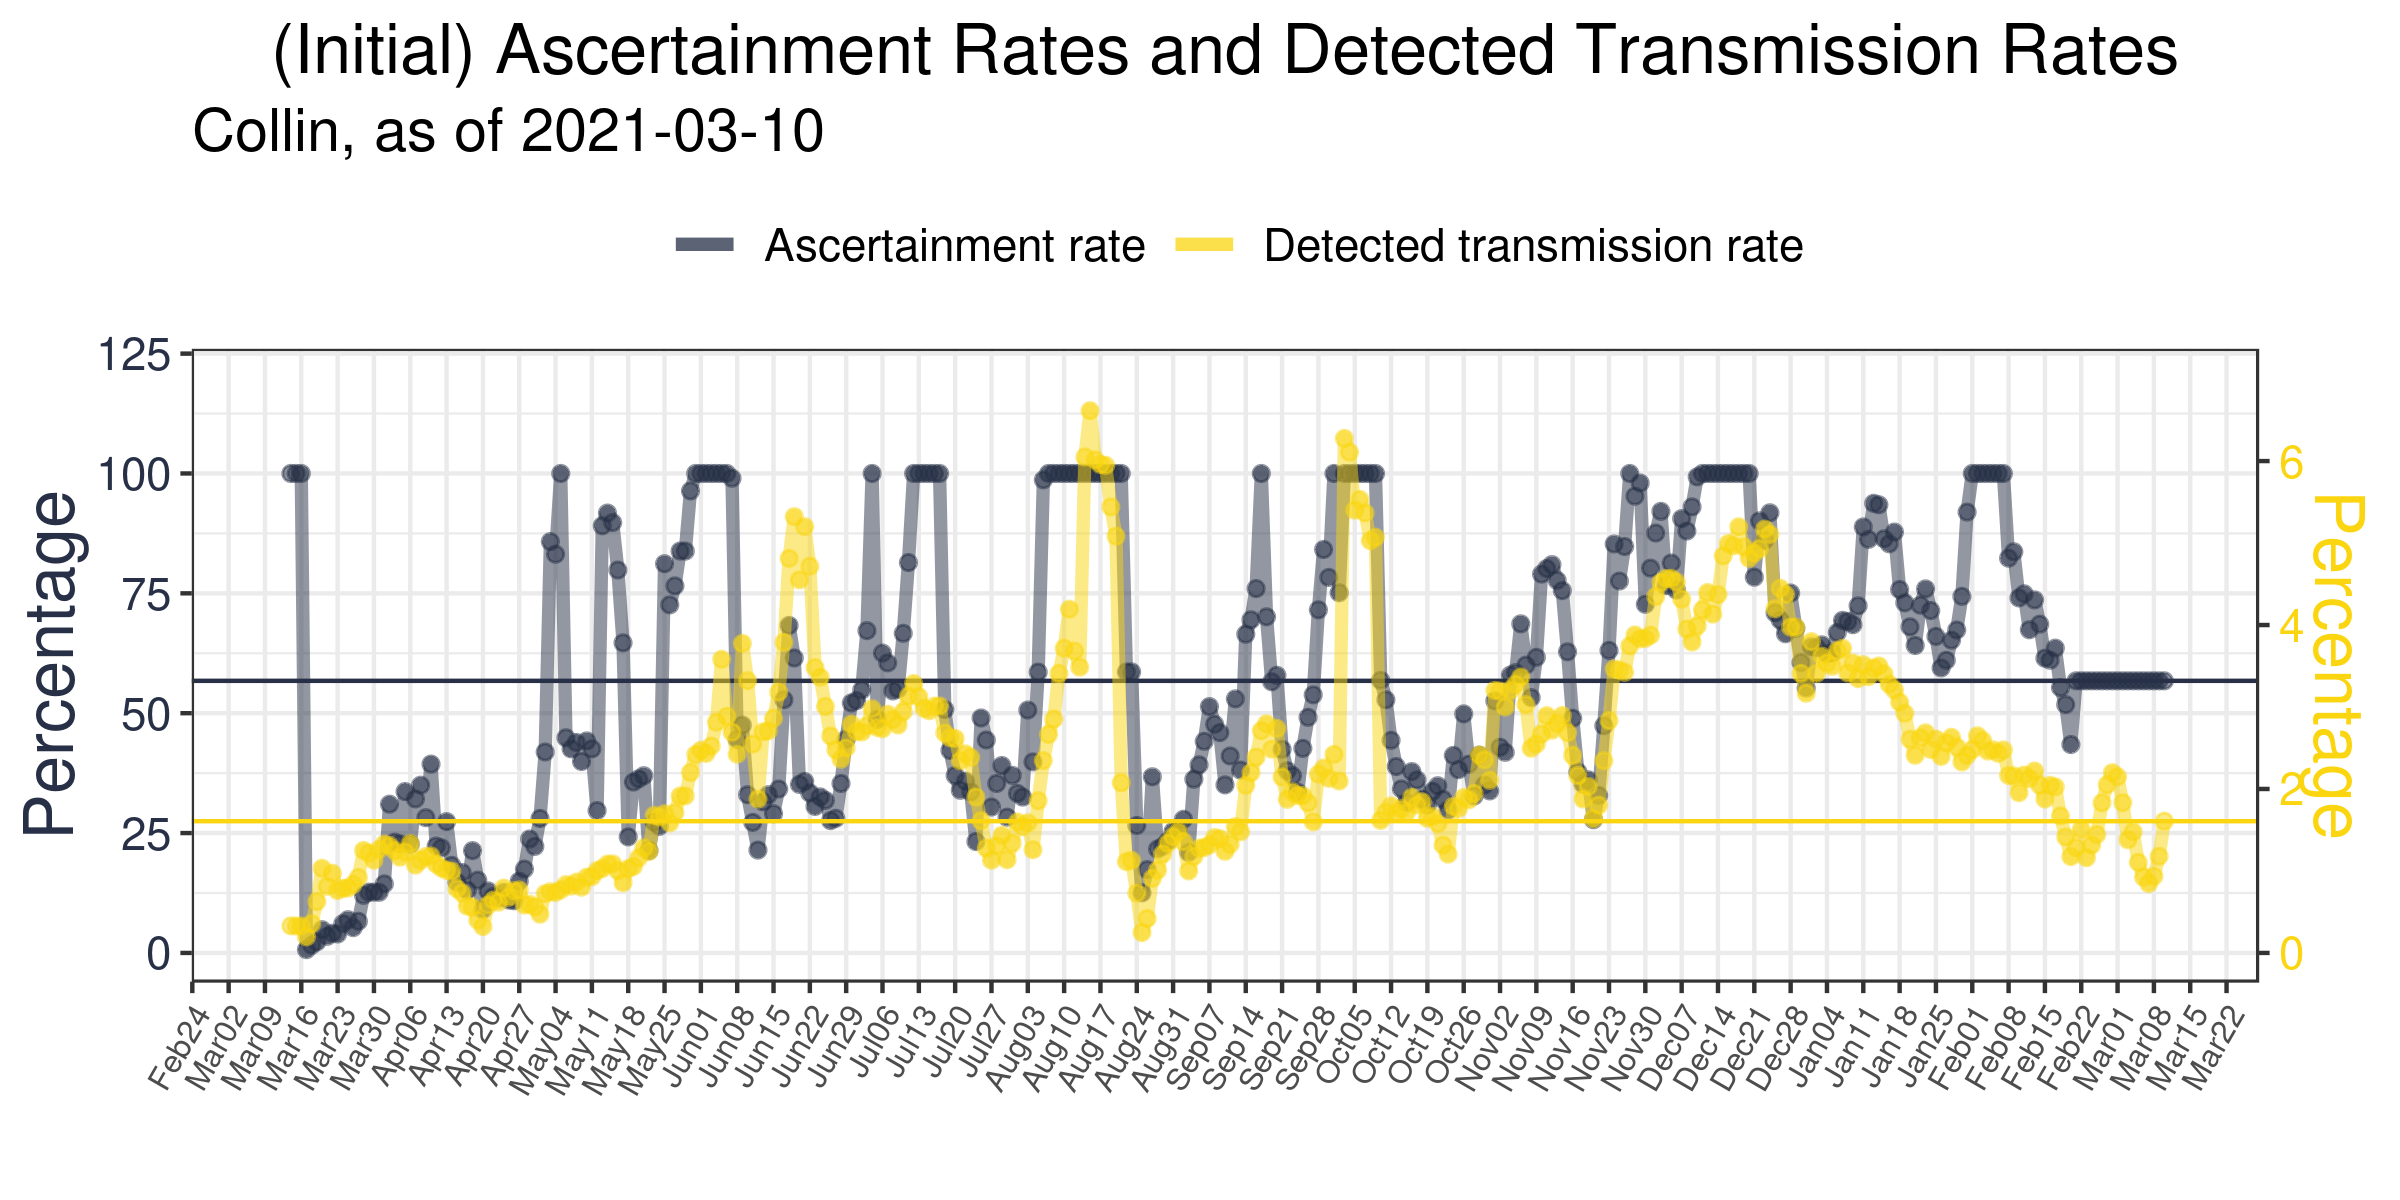 (Initial) Ascertainment Rates and Detected Transmission Rates
Collin, as of 2021-03-10
Ascertainment rate
Detected transmission rate
Percentage
125
100
75
50
25
0
6
4
2
0
Percentage
Feb24
Mar02
Mar09
Mar16
Mar23
Mar30
Apr06
Apr13
Apr20
Apr27
May04
May11
May18
May25
Jun01
Jun08
Jun15
Jun22
Jun29
Jul06
Jul13
Jul20
Jul27
Aug03
Aug10
Aug17
Aug24
Aug31
Sep07
Sep14
Sep21
Sep28
Oct05
Oct12
Oct19
Oct26
Nov02
Nov09
Nov16
Nov23
Nov30
Dec07
Dec14
Dec21
Dec28
Jan04
Jan11
Jan18
Jan25
Feb01
Feb08
Feb15
Feb22
Mar01
Mar08
Mar15
Mar22